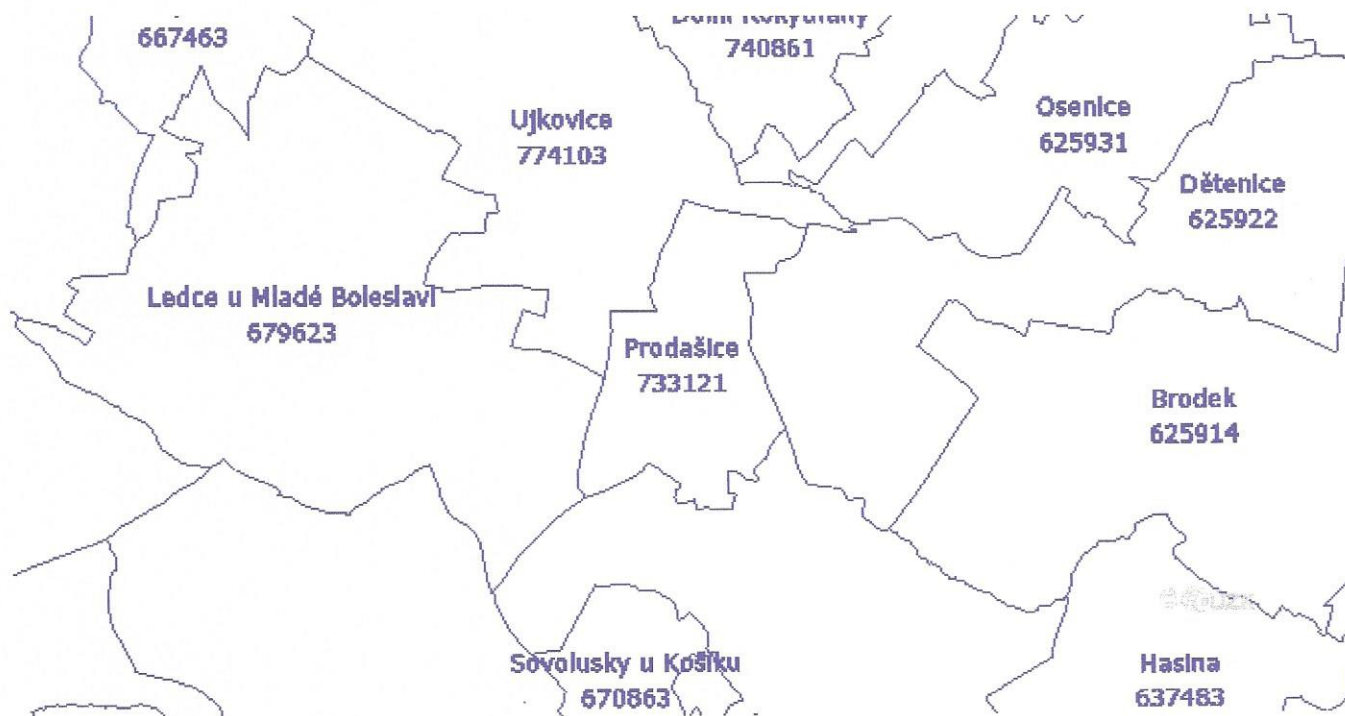 667463
740861
Ujkovice
774103
Osenice
625931
Dětenice
625922
Ledce u Mladé Boleslavi
679623
Prodašice
733121
Brodek
625914
Sovolusky u Košíku
670863
Hasina
637483